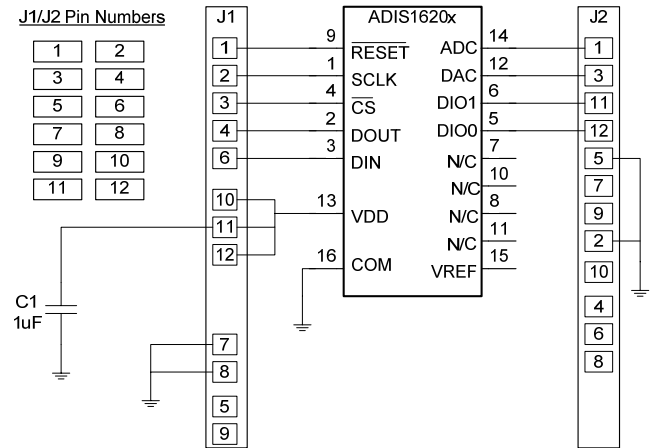 J1/J2 Pin Numbers
1 2
3 4
5 6
7 8
9 10
11 12
J1
1
2
3
4
6
10
11
12
7
8
5
9
C1
1uF
ADIS1620x
9 RESET
1 SCLK
4 CS
2 DOUT
3 DIN
13 VDD
16 COM
ADC 14
DAC 12
DIO1 6
DIO0 5
N/C 7
N/C 10
N/C 8
N/C 11
VREF 15
J2
1
3
11
12
5
7
9
2
10
4
6
8